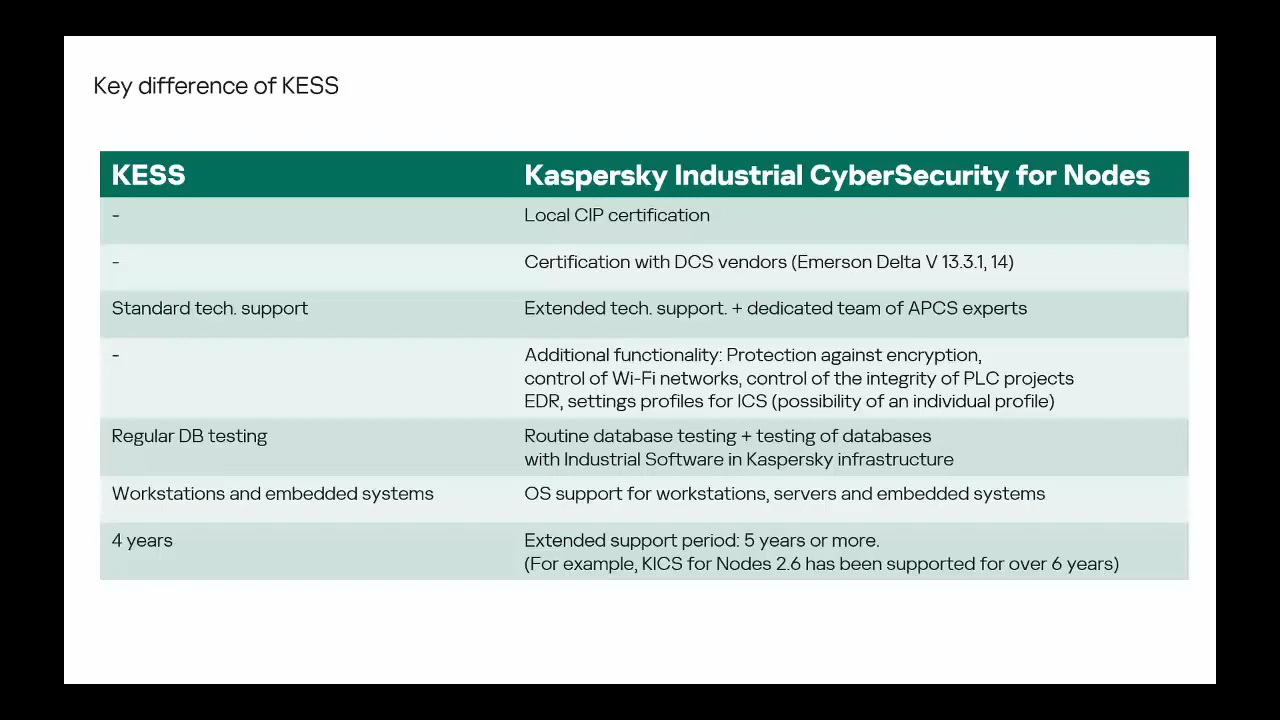 Key difference of KESS
KESS
Kaspersky Industrial CyberSecurity for Nodes
-
Local CIP certification
-
Certification with DCS vendors (Emerson Delta V 13.3.1, 14)
Standard tech. support
Extended tech. support. + dedicated team of APCS experts
-
Additional functionality: Protection against encryption,
control of Wi-Fi networks, control of the integrity of PLC projects
EDR, settings profiles for ICS (possibility of an individual profile)
Regular DB testing
Routine database testing + testing of databases
with Industrial Software in Kaspersky infrastructure
Workstations and embedded systems
OS support for workstations, servers and embedded systems
4 years
Extended support period: 5 years or more.
(For example, KICS for Nodes 2.6 has been supported for over 6 years)